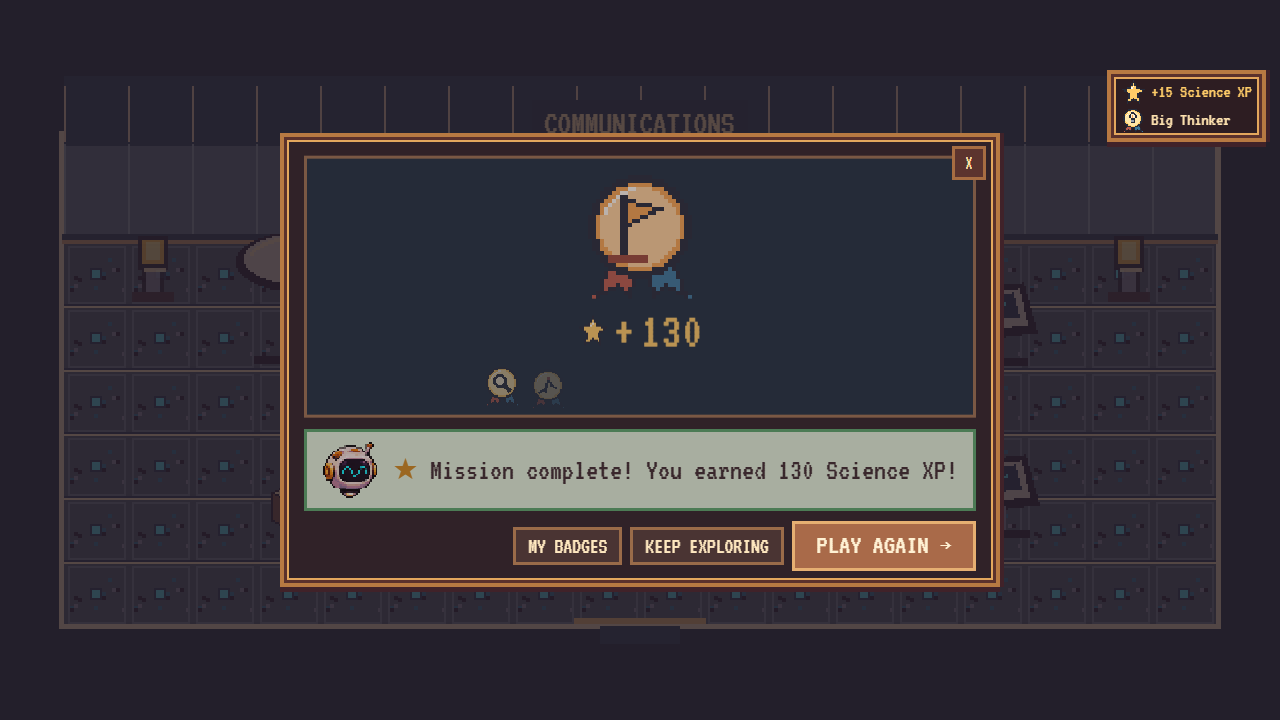 COMMUNICATIONS
+15 Science XP
Big Thinker
X
+130
Mission complete! You earned 130 Science XP!
MY BADGES
KEEP EXPLORING
PLAY AGAIN →